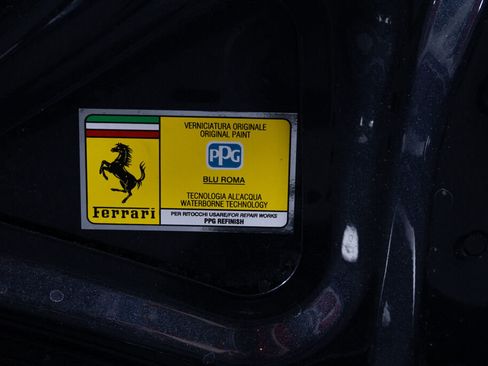 VERNICIATURA ORIGINALE
ORIGINAL PAINT
PPG
BLU ROMA
TECNOLOGIA ALL'ACQUA
WATERBORNE TECHNOLOGY
Ferrari
PER RITOCCHI USARE/FOR REPAIR WORKS
PPG REFINISH